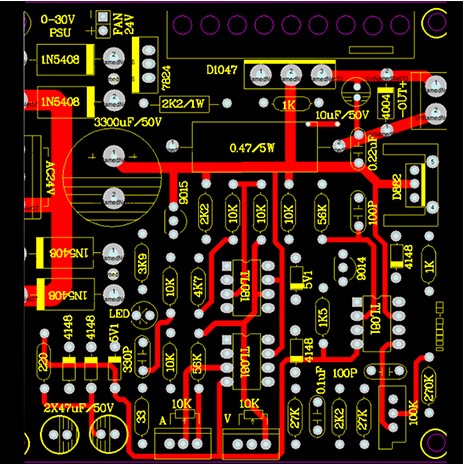 0-30V
PSU
FAN
24V
1N5408
7824
D1047
1N5408
2K2/1W
1K
4004
-OUT+
3300uF/50V
10uF/50V
0.47/5W
0.22uF
AC24V
9015
D882
2K2
10K
10K
10K
56K
100P
3K9
10K
4K7
TL081
5V1
9014
4148
1K
1N5408
1N5408
LED
TL081
1K5
TL081
4148
4148
5V1
330P
220
10K
56K
4148
100P
0.1uF
270K
2X47uF/50V
33
10K
A
10K
V
27K
2K2
27K
100K